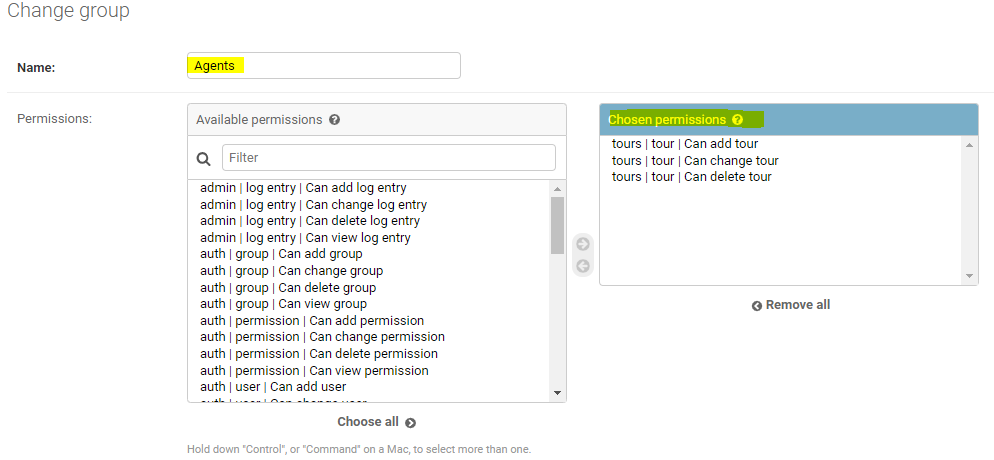 Change group
Name:
Agents
Permissions:
Available permissions
Filter
admin | log entry | Can add log entry
admin | log entry | Can change log entry
admin | log entry | Can delete log entry
admin | log entry | Can view log entry
auth | group | Can add group
auth | group | Can change group
auth | group | Can delete group
auth | group | Can view group
auth | permission | Can add permission
auth | permission | Can change permission
auth | permission | Can delete permission
auth | permission | Can view permission
auth | user | Can add user
auth | user | Can change user
Choose all
Hold down "Control", or "Command" on a Mac, to select more than one.
Chosen permissions
tours | tour | Can add tour
tours | tour | Can change tour
tours | tour | Can delete tour
Remove all